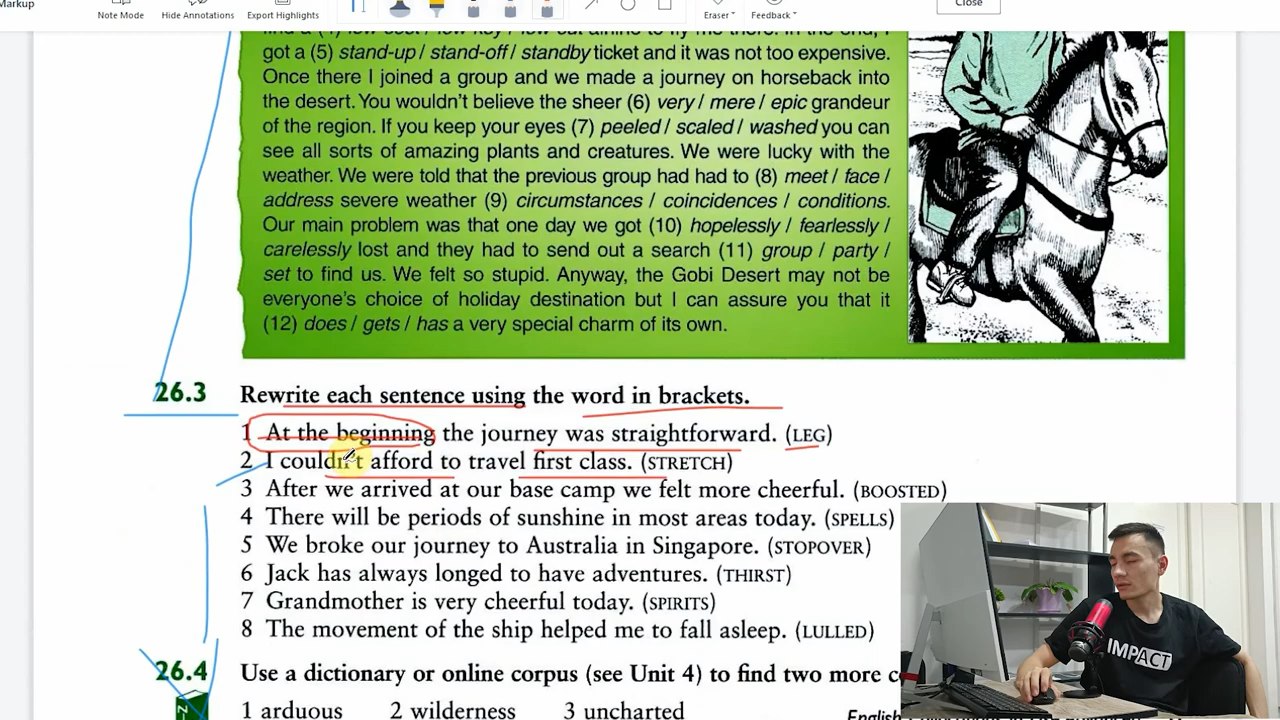 Markup
Note Mode
Hide Annotations
Export Highlights
Eraser
Feedback
Close
got a (5) stand-up / stand-off / standby ticket and it was not too expensive.
Once there I joined a group and we made a journey on horseback into
the desert. You wouldn't believe the sheer (6) very / mere / epic grandeur
of the region. If you keep your eyes (7) peeled / scaled / washed you can
see all sorts of amazing plants and creatures. We were lucky with the
weather. We were told that the previous group had had to (8) meet / face /
address severe weather (9) circumstances / coincidences / conditions.
Our main problem was that one day we got (10) hopelessly / fearlessly /
carelessly lost and they had to send out a search (11) group / party /
set to find us. We felt so stupid. Anyway, the Gobi Desert may not be
everyone's choice of holiday destination but I can assure you that it
(12) does / gets / has a very special charm of its own.
26.3 Rewrite each sentence using the word in brackets.
1 At the beginning the journey was straightforward. (LEG)
2 I couldn't afford to travel first class. (STRETCH)
3 After we arrived at our base camp we felt more cheerful. (BOOSTED)
4 There will be periods of sunshine in most areas today. (SPELLS)
5 We broke our journey to Australia in Singapore. (STOPOVER)
6 Jack has always longed to have adventures. (THIRST)
7 Grandmother is very cheerful today. (SPIRITS)
8 The movement of the ship helped me to fall asleep. (LULLED)
IMPACT
26.4 Use a dictionary or online corpus (see Unit 4) to find two more
1 arduous 2 wilderness 3 uncharted
English